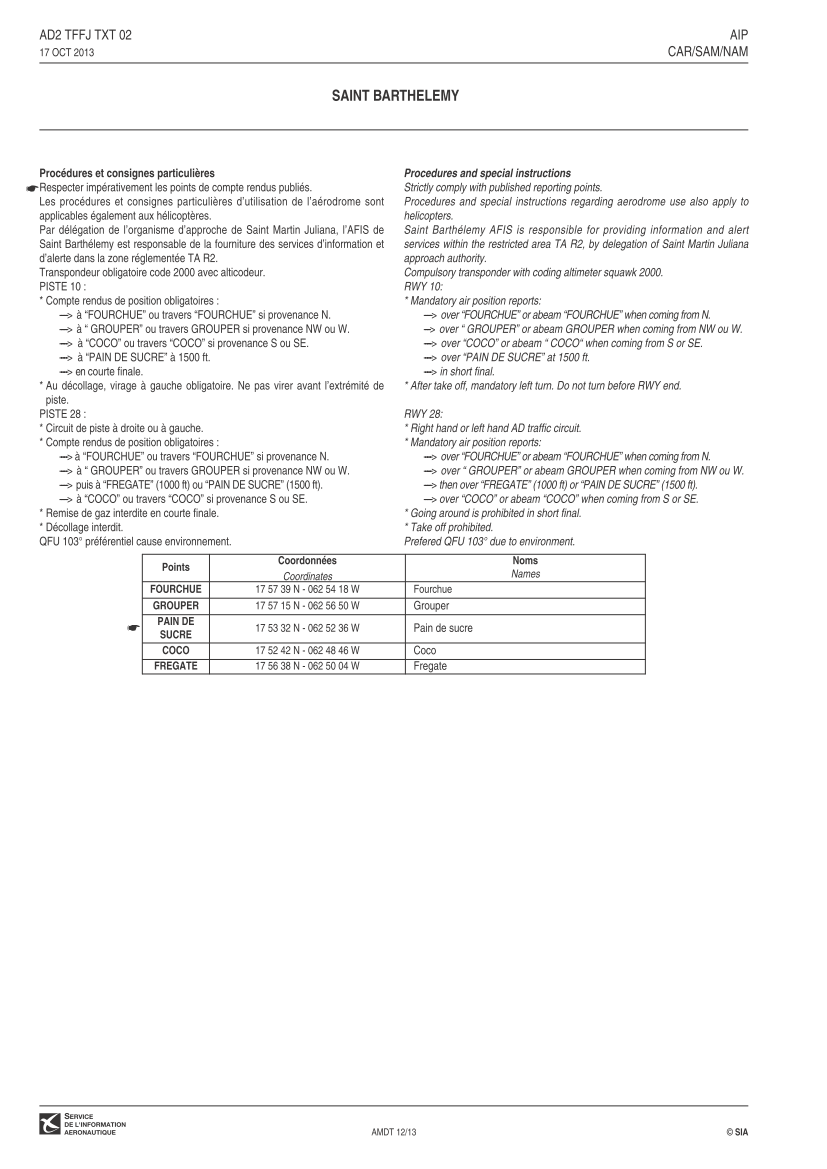 AD2 TFFJ TXT 02
AIP
17 OCT 2013
CAR/SAM/NAM
SAINT BARTHELEMY
Procédures et consignes particulières
Respecter impérativement les points de compte rendus publiés.
Les procédures et consignes particulières d'utilisation de l'aérodrome sont
applicables également aux hélicoptères.
Par délégation de l'organisme d'approche de Saint Martin Juliana, l'AFIS de
Saint Barthélemy est responsable de la fourniture des services d'information et
d'alerte dans la zone réglementée TA R2.
Transpondeur obligatoire code 2000 avec alticodeur.
PISTE 10 :
* Compte rendus de position obligatoires :
---> à “FOURCHUE” ou travers “FOURCHUE” si provenance N.
---> à “ GROUPER” ou travers GROUPER si provenance NW ou W.
---> à “COCO” ou travers “COCO” si provenance S ou SE.
---> à “PAIN DE SUCRE” à 1500 ft.
---> en courte finale.
* Au décollage, virage à gauche obligatoire. Ne pas virer avant l'extrémité de
piste.
PISTE 28 :
* Circuit de piste à droite ou à gauche.
* Compte rendus de position obligatoires :
---> à “FOURCHUE” ou travers “FOURCHUE” si provenance N.
---> à “ GROUPER” ou travers GROUPER si provenance NW ou W.
---> puis à “FREGATE” (1000 ft) ou “PAIN DE SUCRE” (1500 ft).
---> à “COCO” ou travers “COCO” si provenance S ou SE.
* Remise de gaz interdite en courte finale.
* Décollage interdit.
QFU 103° préférentiel cause environnement.
Procedures and special instructions
Strictly comply with published reporting points.
Procedures and special instructions regarding aerodrome use also apply to
helicopters.
Saint Barthélemy AFIS is responsible for providing information and alert
services within the restricted area TA R2, by delegation of Saint Martin Juliana
approach authority.
Compulsory transponder with coding altimeter squawk 2000.
RWY 10:
* Mandatory air position reports:
---> over “FOURCHUE” or abeam “FOURCHUE” when coming from N.
---> over “ GROUPER” or abeam GROUPER when coming from NW ou W.
---> over “COCO” or abeam “ COCO“ when coming from S or SE.
---> over “PAIN DE SUCRE” at 1500 ft.
---> in short final.
* After take off, mandatory left turn. Do not turn before RWY end.
RWY 28:
* Right hand or left hand AD traffic circuit.
* Mandatory air position reports:
---> over “FOURCHUE” or abeam “FOURCHUE” when coming from N.
---> over “ GROUPER” or abeam GROUPER when coming from NW ou W.
---> then over “FREGATE” (1000 ft) or “PAIN DE SUCRE” (1500 ft).
---> over “COCO” or abeam “COCO” when coming from S or SE.
* Going around is prohibited in short final.
* Take off prohibited.
Prefered QFU 103° due to environment.
Points
Coordonnées
Coordinates
Noms
Names
FOURCHUE 17 57 39 N - 062 54 18 W Fourchue
GROUPER 17 57 15 N - 062 56 50 W Grouper
PAIN DE
SUCRE
17 53 32 N - 062 52 36 W Pain de sucre
COCO 17 52 42 N - 062 48 46 W Coco
FREGATE 17 56 38 N - 062 50 04 W Fregate
SERVICE
DE L'INFORMATION
AERONAUTIQUE
AMDT 12/13
© SIA